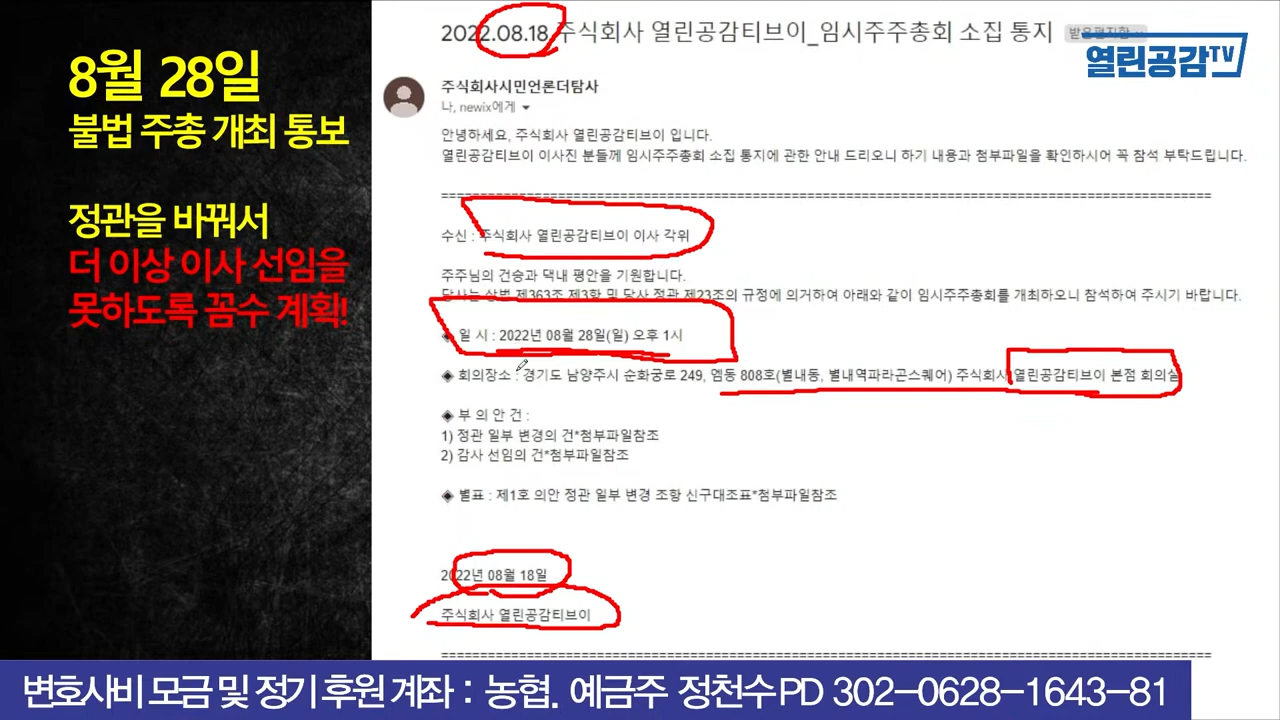 8월 28일
불법 주총 개최 통보
정관을 바꿔서
더 이상 이사 선임을
못하도록 꼼수 계획!
2022.08.18 주식회사 열린공감티브이_임시주주총회 소집 통지
열린공감TV
주식회사시민언론더탐사
나, newix에게
안녕하세요, 주식회사 열린공감티브이 입니다.
열린공감티브이 이사진 분들께 임시주주총회 소집 통지에 관한 안내 드리오니 하기 내용과 첨부파일을 확인하시어 꼭 참석 부탁드립니다.
수신 : 주식회사 열린공감티브이 이사 각위
주주님의 건승과 댁내 평안을 기원합니다.
당사는 상법 제363조 제3항 및 당사 정관 제23조의 규정에 의거하여 아래와 같이 임시주주총회를 개최하오니 참석하여 주시기 바랍니다.
◈ 일 시 : 2022년 08월 28일(일) 오후 1시
◈ 회의장소 : 경기도 남양주시 순화궁로 249, 엠동 808호(별내동, 별내역파라곤스퀘어) 주식회사 열린공감티브이 본점 회의실
◈ 부 의 안 건 :
1) 정관 일부 변경의 건*첨부파일참조
2) 감사 선임의 건*첨부파일참조
◈ 별표 : 제1호 의안 정관 일부 변경 조항 신구대조표*첨부파일참조
2022년 08월 18일
주식회사 열린공감티브이
변호사비 모금 및 정기 후원 계좌 : 농협. 예금주 정천수PD 302-0628-1643-81